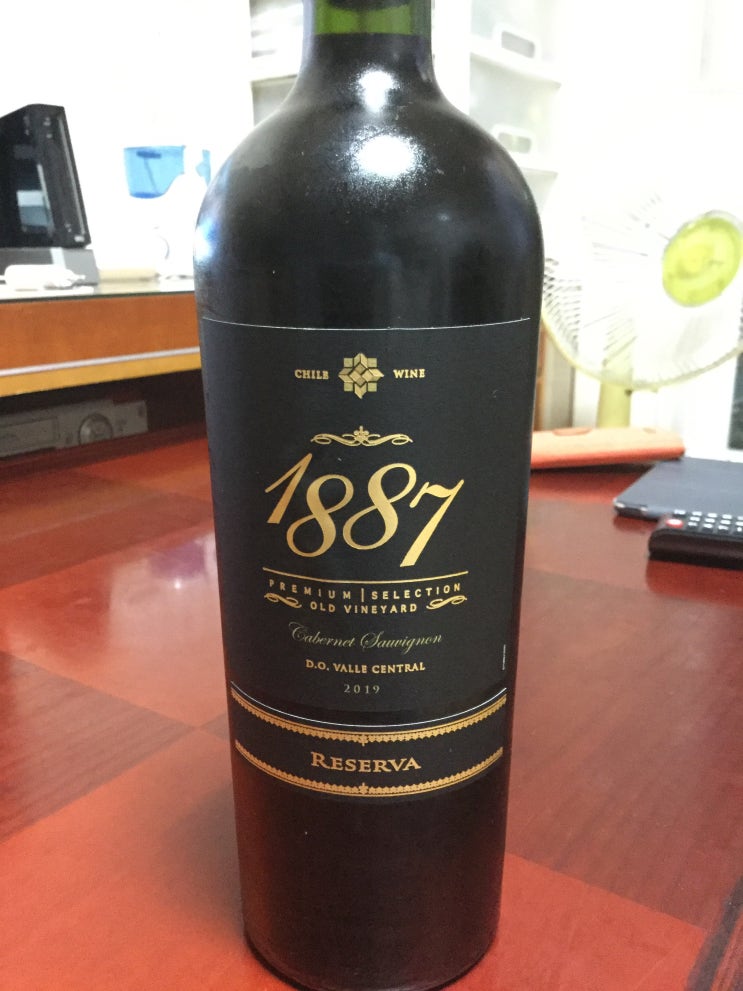 CHILE WINE
1887
PREMIUM | SELECTION
OLD VINEYARD
Cabernet Sauvignon
D.O. VALLE CENTRAL
2019
RESERVA